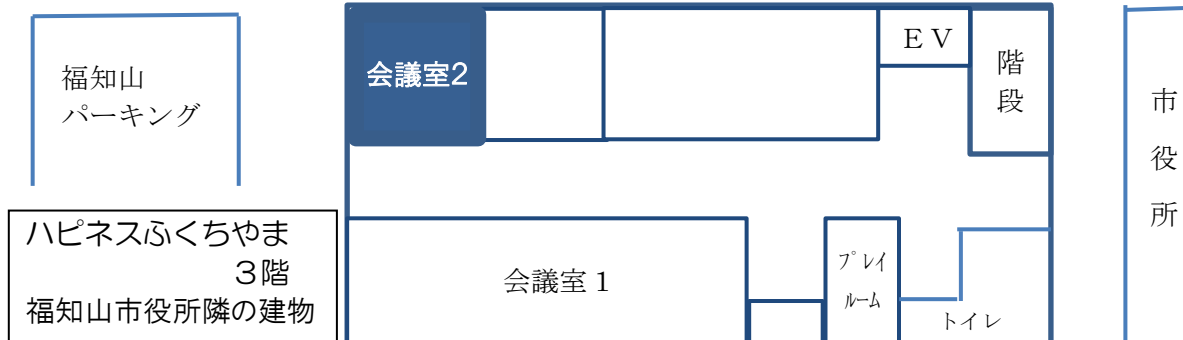 福知山
パーキング
ハピネスふくちやま
３階
福知山市役所隣の建物
会議室2
ＥＶ
階
段
会議室１
ﾌﾟﾚｲ
ﾙｰﾑ
トイレ
市
役
所